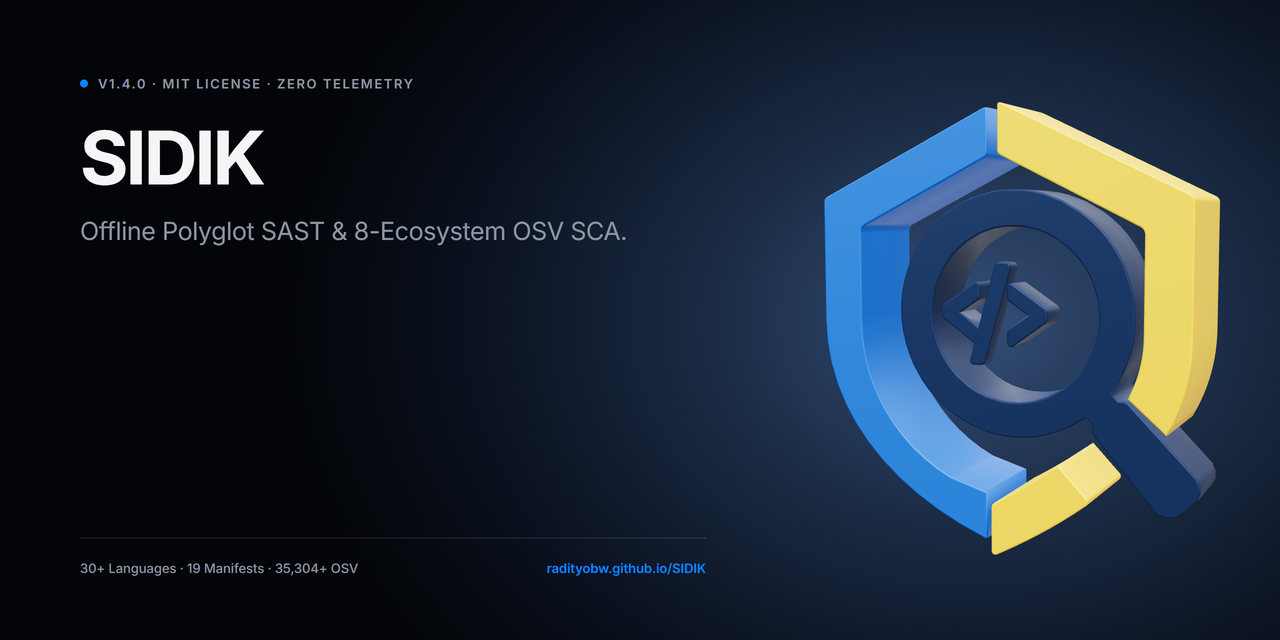 V1.4.0 · MIT LICENSE · ZERO TELEMETRY
SIDIK
Offline Polyglot SAST & 8-Ecosystem OSV SCA.
30+ Languages · 19 Manifests · 35,304+ OSV
radityobw.github.io/SIDIK